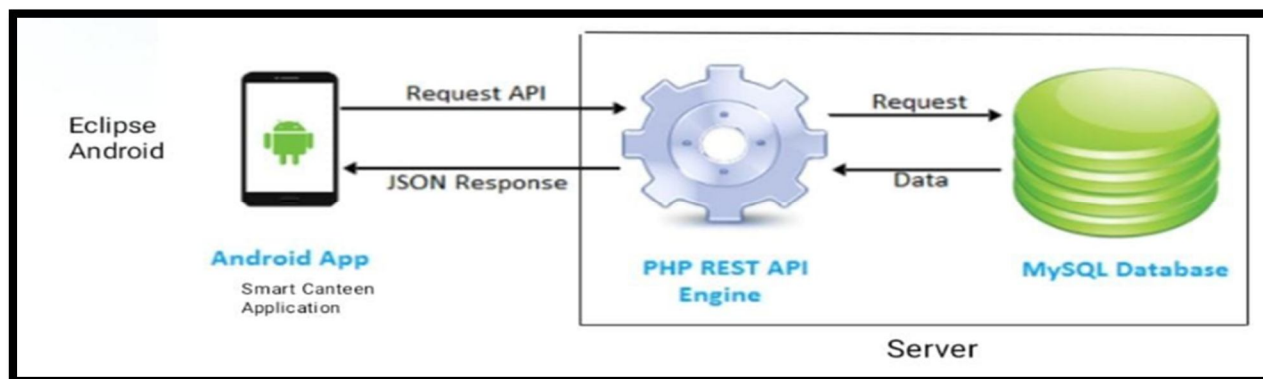 Eclipse
Android
Request API
JSON Response
Request
Data
Android App
Smart Canteen
Application
PHP REST API
Engine
MySQL Database
Server